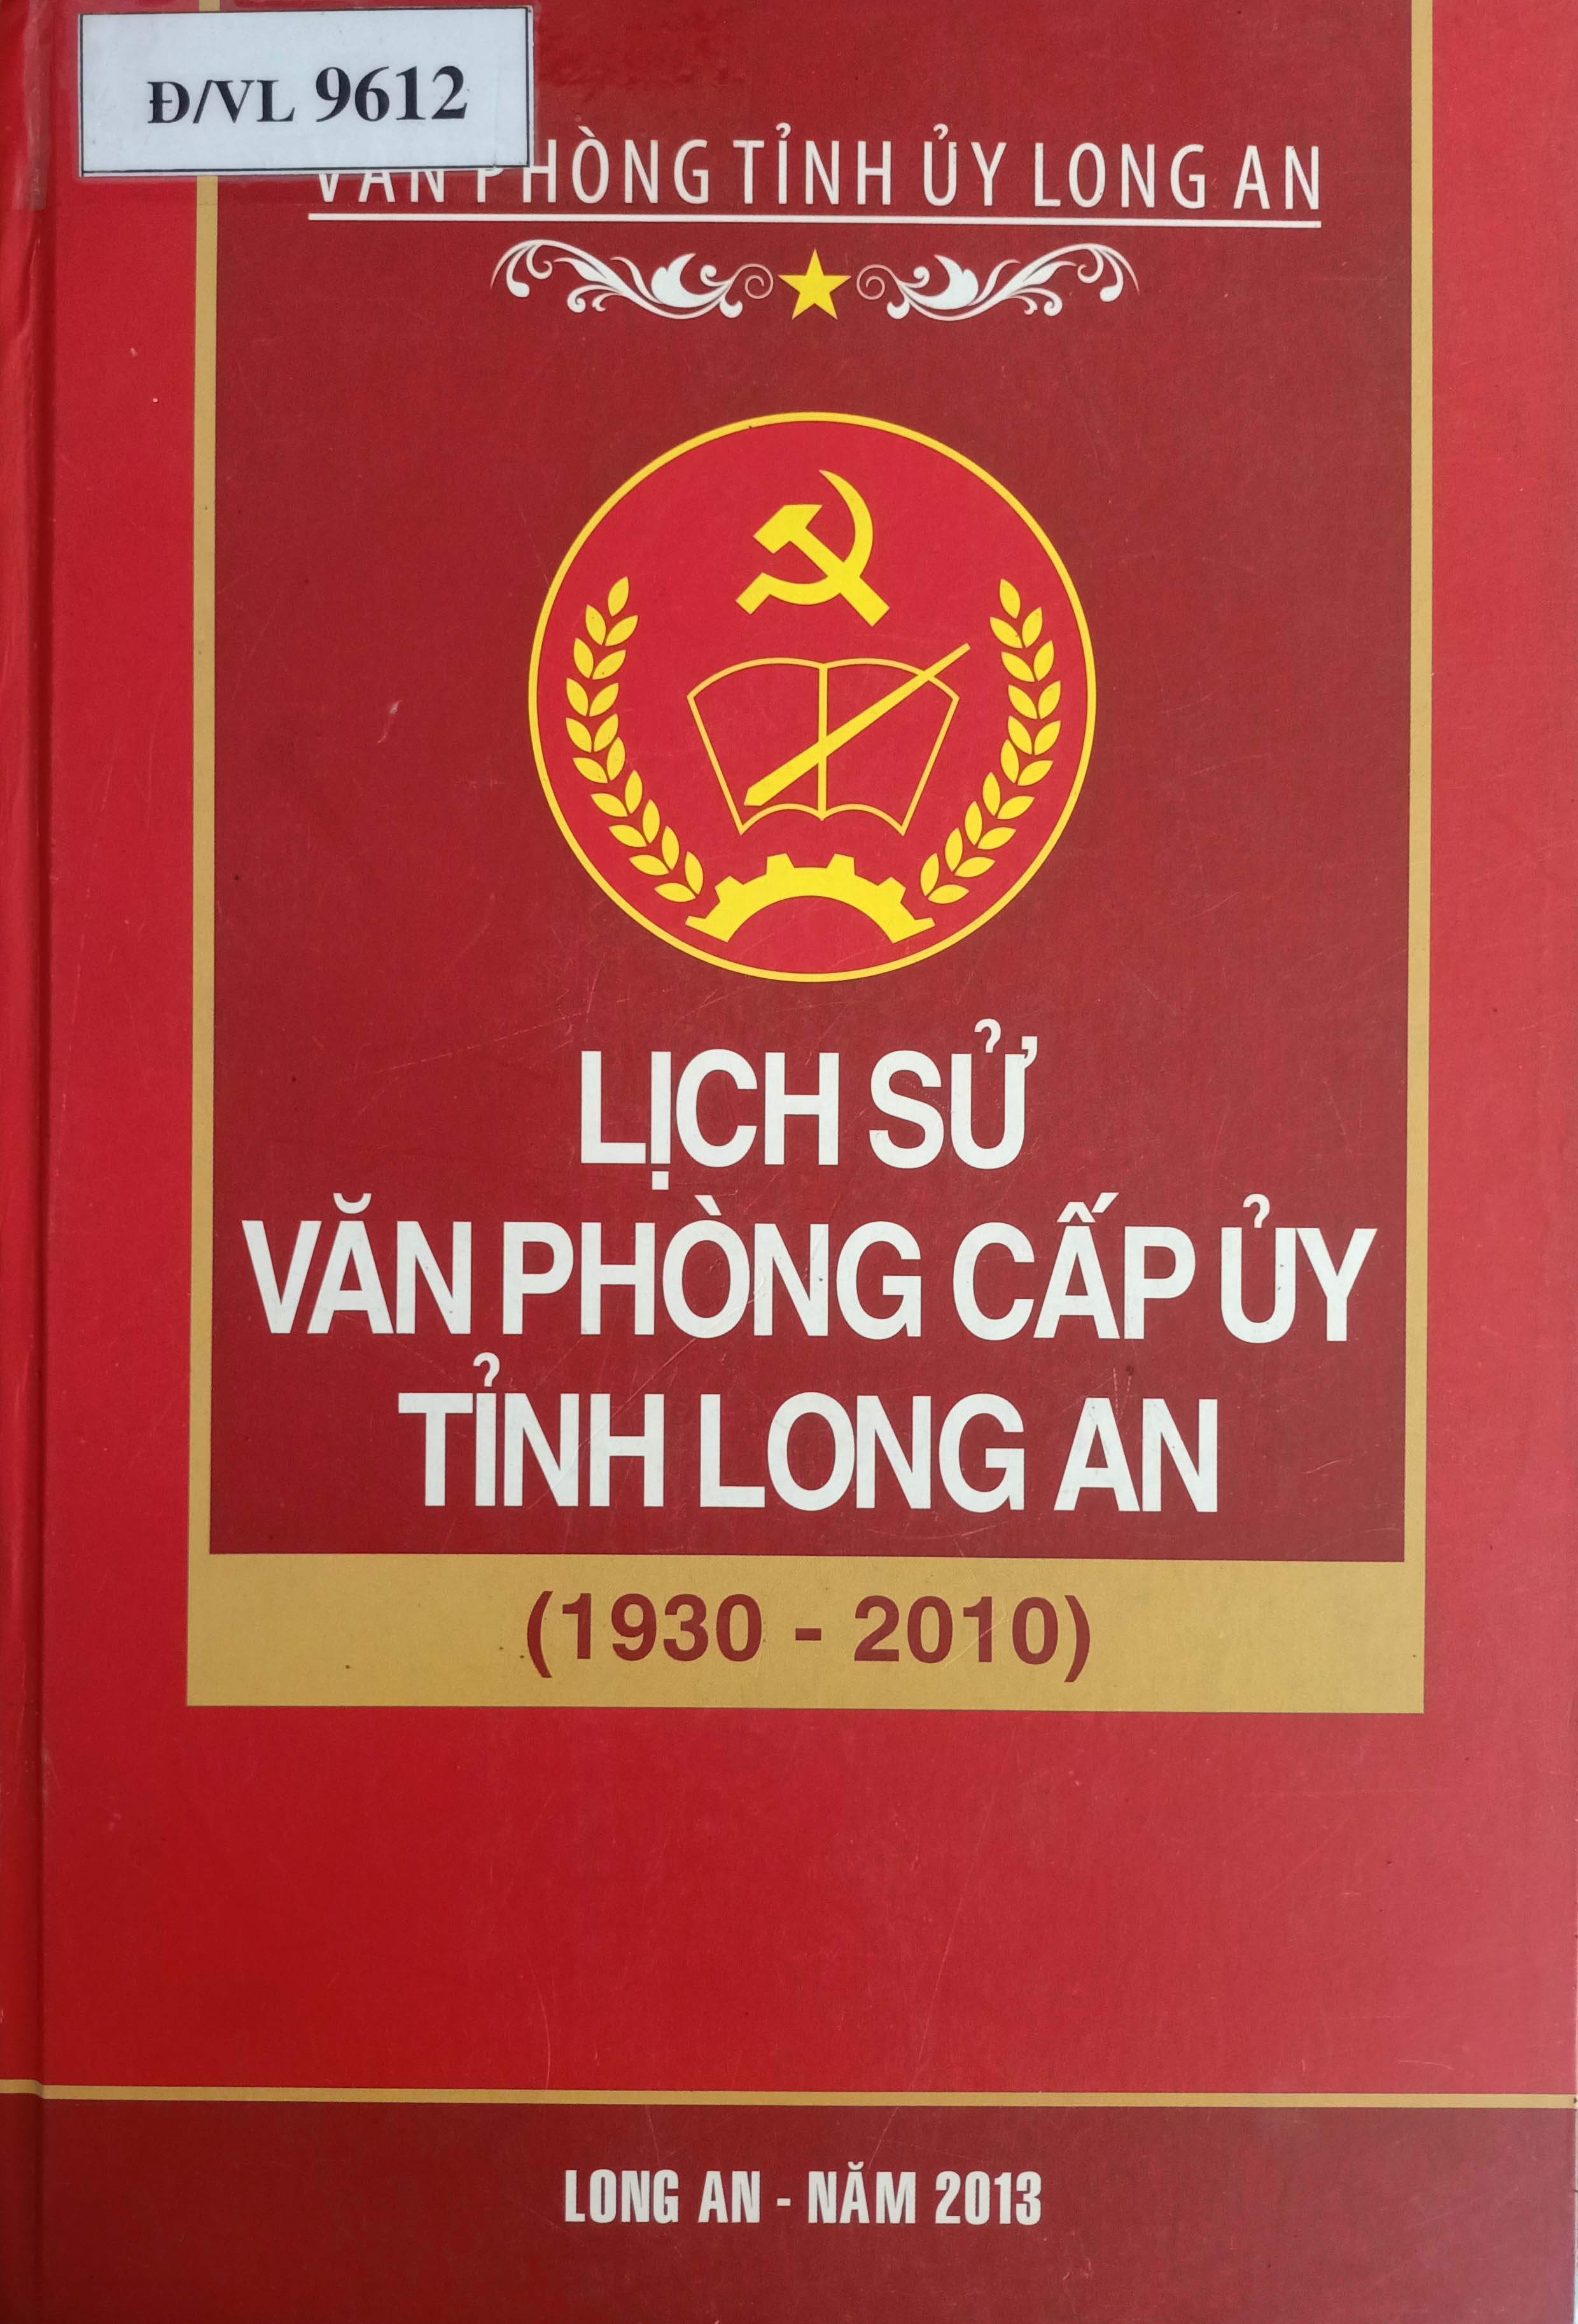 Đ/VL 9612
VĂN PHÒNG TỈNH ỦY LONG AN
LỊCH SỬ
VĂN PHÒNG CẤP ỦY
TỈNH LONG AN
(1930 - 2010)
LONG AN - NĂM 2013